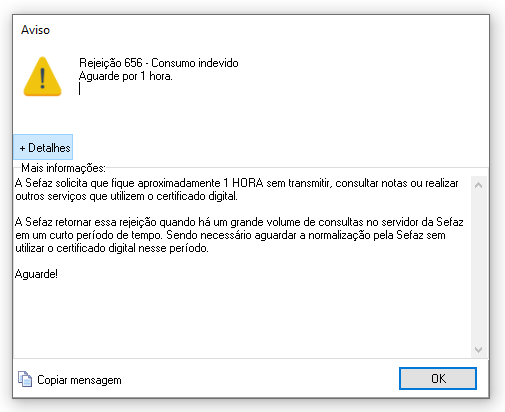 Aviso
Rejeição 656 - Consumo indevido
Aguarde por 1 hora.
+ Detalhes
Mais informações:
A Sefaz solicita que fique aproximadamente 1 HORA sem transmitir, consultar notas ou realizar
outros serviços que utilizem o certificado digital.
A Sefaz retornar essa rejeição quando há um grande volume de consultas no servidor da Sefaz
em um curto período de tempo. Sendo necessário aguardar a normalização pela Sefaz sem
utilizar o certificado digital nesse período.
Aguarde!
Copiar mensagem
OK